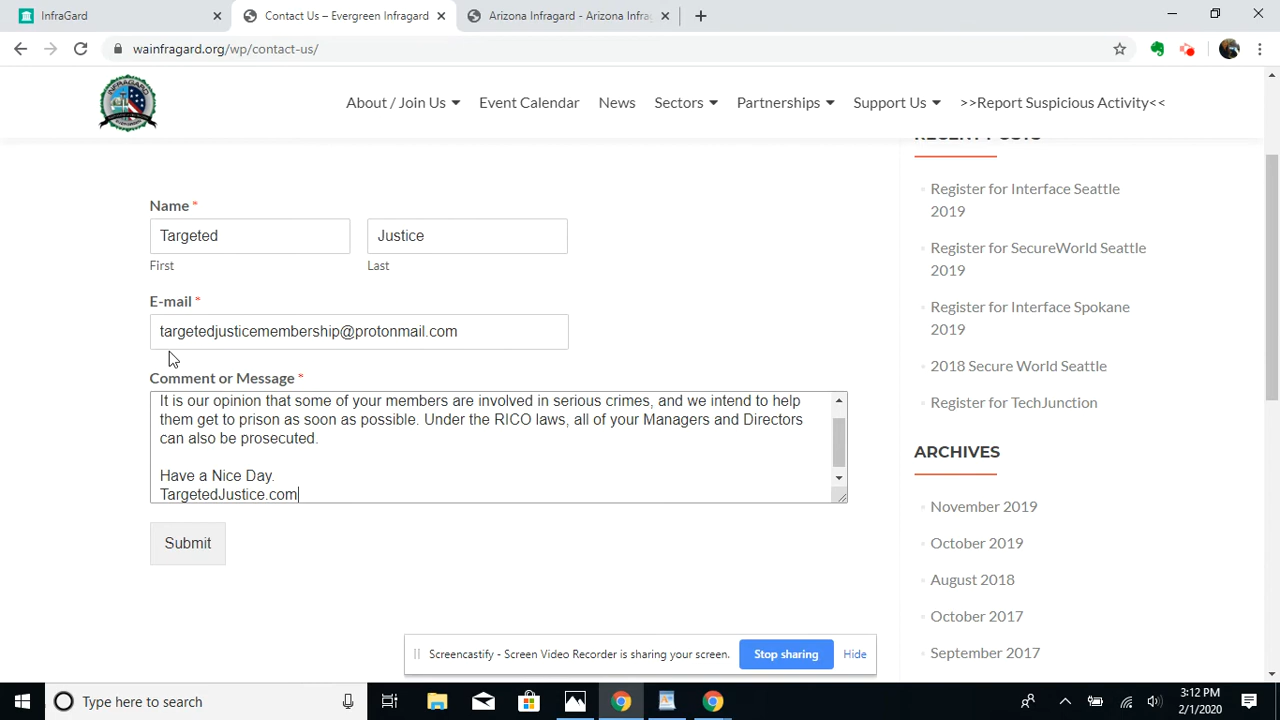 InfraGard
Contact Us – Evergreen Infragard
Arizona Infragard - Arizona Infrag
wainfragard.org/wp/contact-us/
INFRAGARD
About / Join Us Event Calendar News Sectors Partnerships Support Us >>Report Suspicious Activity<<
RECENT POSTS
Name *
Targeted Justice
First Last
E-mail *
targetedjusticemembership@protonmail.com
Comment or Message *
It is our opinion that some of your members are involved in serious crimes, and we intend to help
them get to prison as soon as possible. Under the RICO laws, all of your Managers and Directors
can also be prosecuted.
Have a Nice Day.
TargetedJustice.com
Submit
Register for Interface Seattle
2019
Register for SecureWorld Seattle
2019
Register for Interface Spokane
2019
2018 Secure World Seattle
Register for TechJunction
ARCHIVES
November 2019
October 2019
August 2018
October 2017
September 2017
Screencastify - Screen Video Recorder is sharing your screen. Stop sharing Hide
Type here to search
3:12 PM
2/1/2020